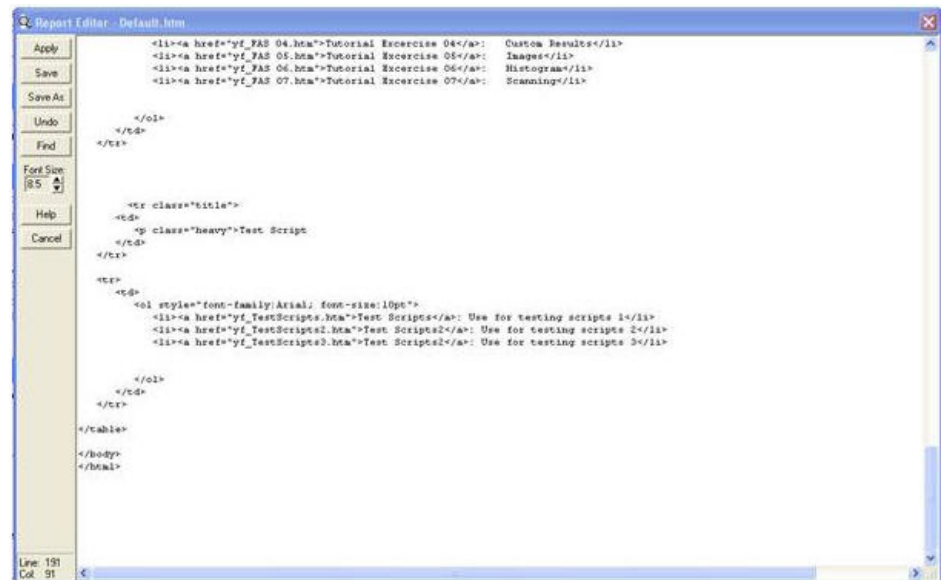 Report Editor - Default.htm
Apply
Save
Save As
Undo
Find
Font Size:
8.5
Help
Cancel
<li><a href="yf_FAS 04.htm">Tutorial Excercise 04</a>: Custom Results</li>
<li><a href="yf_FAS 05.htm">Tutorial Excercise 05</a>: Images</li>
<li><a href="yf_FAS 06.htm">Tutorial Excercise 06</a>: Histogram</li>
<li><a href="yf_FAS 07.htm">Tutorial Excercise 07</a>: Scanning</li>
</ol>
</td>
</tr>
<tr class="title">
<td>
<p class="heavy">Test Script
</td>
</tr>
<tr>
<td>
<ol style="font-family:Arial; font-size:10pt">
<li><a href="yf_TestScripts.htm">Test Scripts</a>: Use for testing scripts 1</li>
<li><a href="yf_TestScripts2.htm">Test Scripts2</a>: Use for testing scripts 2</li>
<li><a href="yf_TestScripts3.htm">Test Scripts2</a>: Use for testing scripts 3</li>
</ol>
</td>
</tr>
</table>
</body>
</html>
Line: 191
Col: 91